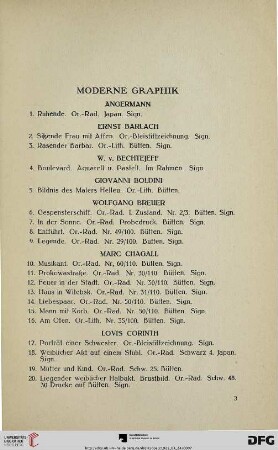 MODERNE GRAPHIK
ANGERMANN
1. Ruhende. Or.-Rad. Japan. Sign.
ERNST BARLACH
2. Sitzende Frau mit Affen. Or.-Bleistiftzeichnung. Sign.
3. Rasender Barbar. Or.-Lith. Bütten. Sign.
W. v. BECHTEJEFF
4. Boulevard. Aquarell u. Pastell. Im Rahmen. Sign.
GIOVANNI BOLDINI
5. Bildnis des Malers Helleu. Or.-Lith. Bütten.
WOLFGANG BREUER
6. Gespensterschiff. Or.-Rad. I. Zustand. Nr. 2/3. Bütten. Sign.
7. In der Sonne. Or.-Rad. Probedruck. Bütten. Sign.
8. Entführt. Or.-Rad. Nr. 49/100. Bütten. Sign.
9. Legende. Or.-Rad. Nr. 29/100. Bütten. Sign.
MARC CHAGALL
10. Musikant. Or.-Rad. Nr. 60/110. Bütten. Sign.
11. Prokowastraße. Or.-Rad. Nr. 30/110. Bütten. Sign.
12. Feuer in der Stadt. Or.-Rad. Nr. 30/110. Bütten. Sign.
13. Haus in Witebsk. Or.-Rad. Nr. 31/110. Bütten. Sign.
14. Liebespaar. Or.-Rad. Nr. 50/110. Bütten. Sign.
15. Mann mit Korb. Or.-Rad. Nr. 30/110. Bütten. Sign.
16. Am Ofen. Or.-Lith. Nr. 35/100. Bütten. Sign.
LOVIS CORINTH
17. Porträt einer Schwester. Or.-Bleistiftzeichnung. Sign.
18. Weiblicher Akt auf einem Stuhl. Or.-Rad. Schwarz 4. Japan. Sign.
19. Mutter und Kind. Or.-Rad. Schw. 25. Bütten.
20. Liegender weiblicher Halbakt. Brustbild. Or.-Rad. Schw. 48. 30 Drucke auf Bütten. Sign.
3
UNIVERSITÄTS-BIBLIOTHEK HEIDELBERG
DFG